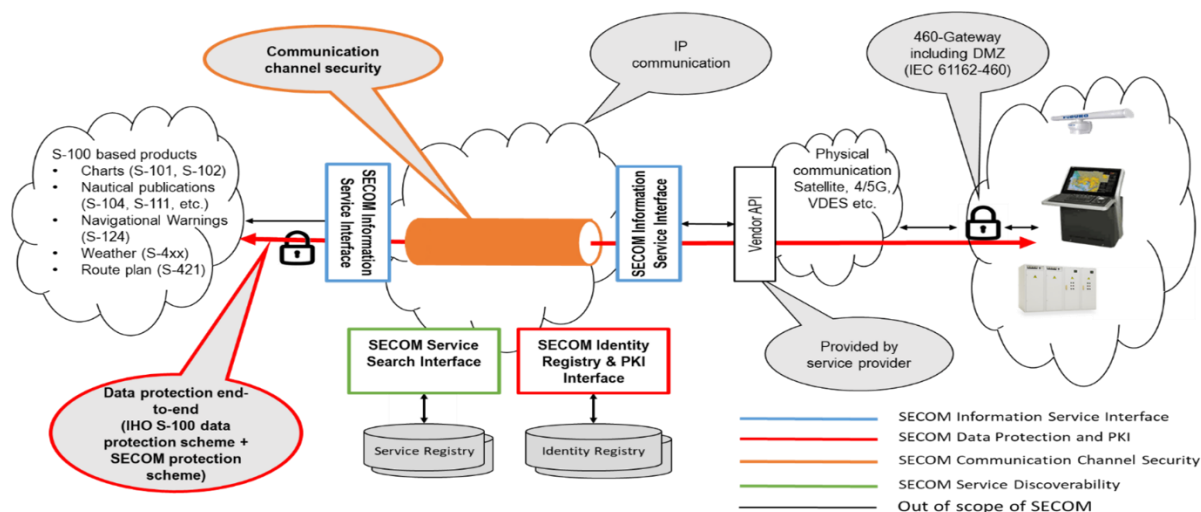 Communication
channel security
IP
communication
460-Gateway
including DMZ
(IEC 61162-460)
S-100 based products
• Charts (S-101, S-102)
• Nautical publications
(S-104, S-111, etc.)
• Navigational Warnings
(S-124)
• Weather (S-4xx)
• Route plan (S-421)
SECOM Information
Service Interface
SECOM Information
Service Interface
Vendor API
Physical
communication
Satellite, 4/5G,
VDES etc.
SECOM Service
Search Interface
SECOM Identity
Registry & PKI
Interface
Provided by
service provider
Data protection end-
to-end
(IHO S-100 data
protection scheme +
SECOM protection
scheme)
Service Registry
Identity Registry
SECOM Information Service Interface
SECOM Data Protection and PKI
SECOM Communication Channel Security
SECOM Service Discoverability
Out of scope of SECOM